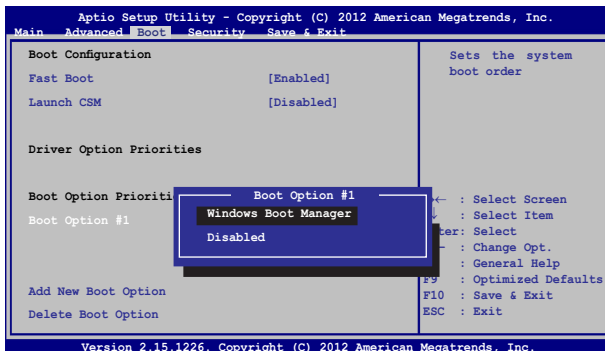 Aptio Setup Utility - Copyright (C) 2012 American Megatrends, Inc.
Main Advanced Boot Security Save & Exit
Boot Configuration
Fast Boot [Enabled]
Launch CSM [Disabled]
Driver Option Priorities
Boot Option Prioriti
Boot Option #1
Add New Boot Option
Delete Boot Option
Boot Option #1
Windows Boot Manager
Disabled
Sets the system
boot order
← : Select Screen
: Select Item
ter: Select
- : Change Opt.
: General Help
F9 : Optimized Defaults
F10 : Save & Exit
ESC : Exit
Version 2.15.1226. Copyright (C) 2012 American Megatrends, Inc.